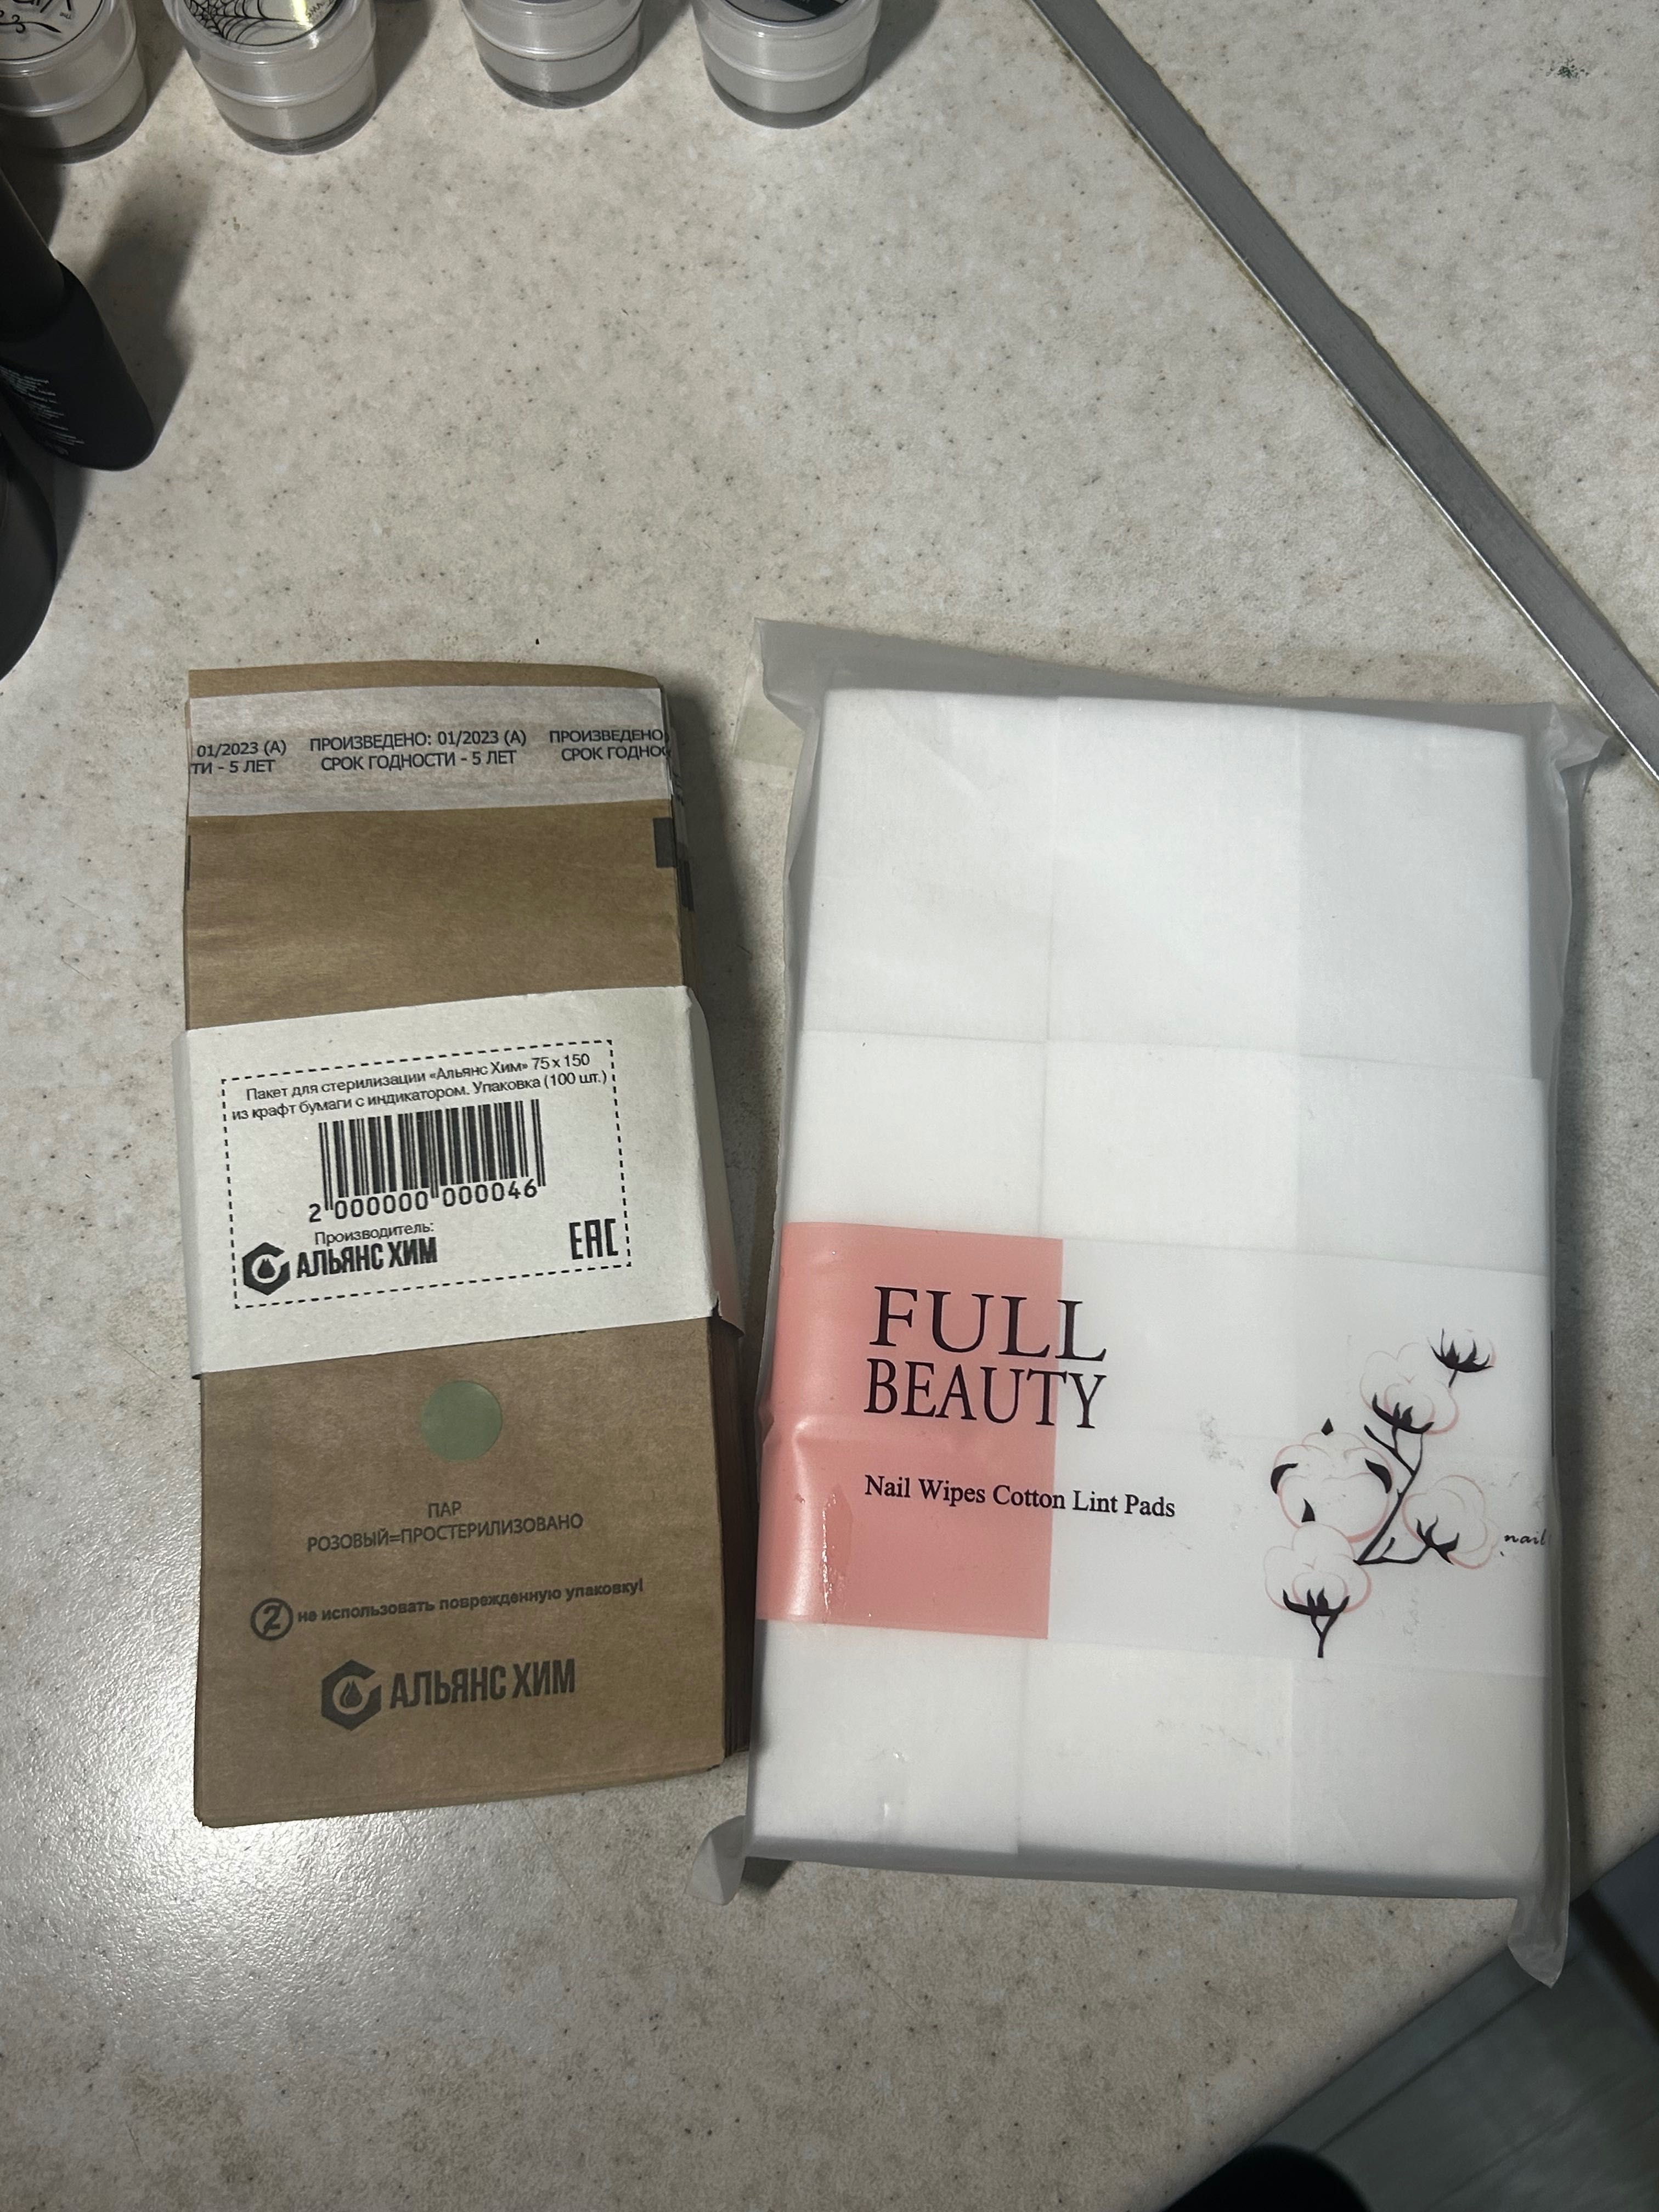 01/2023 (А) ПРОИЗВЕДЕНО: 01/2023 (А) ПРОИЗВЕДЕНО
ТИ - 5 ЛЕТ СРОК ГОДНОСТИ - 5 ЛЕТ СРОК ГОДНОС
Пакет для стерилизации «Альянс Хим» 75 х 150
из крафт бумаги с индикатором. Упаковка (100 шт.)
2 000000 000046
Производитель:
АЛЬЯНС ХИМ
EAC
ПАР
РОЗОВЫЙ=ПРОСТЕРИЛИЗОВАНО
2 не использовать поврежденную упаковку!
АЛЬЯНС ХИМ
FULL
BEAUTY
Nail Wipes Cotton Lint Pads
nail